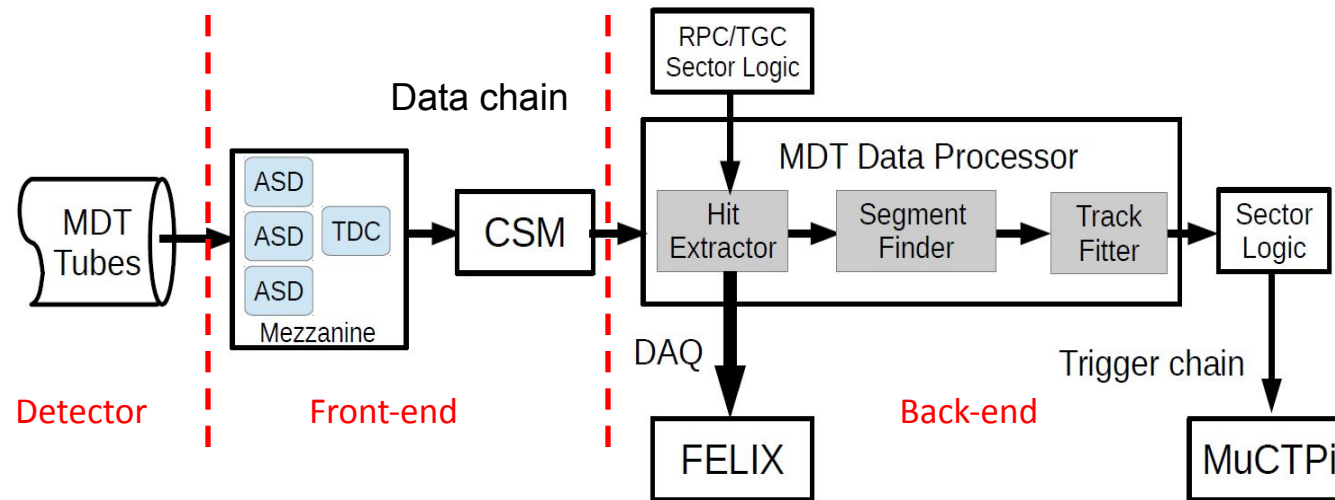 RPC/TGC
Sector Logic
Data chain
MDT Data Processor
ASD
ASD
ASD
TDC
Mezzanine
MDT
Tubes
CSM
Hit
Extractor
Segment
Finder
Track
Fitter
Sector
Logic
DAQ
Trigger chain
Detector
Front-end
Back-end
FELIX
MuCTPi